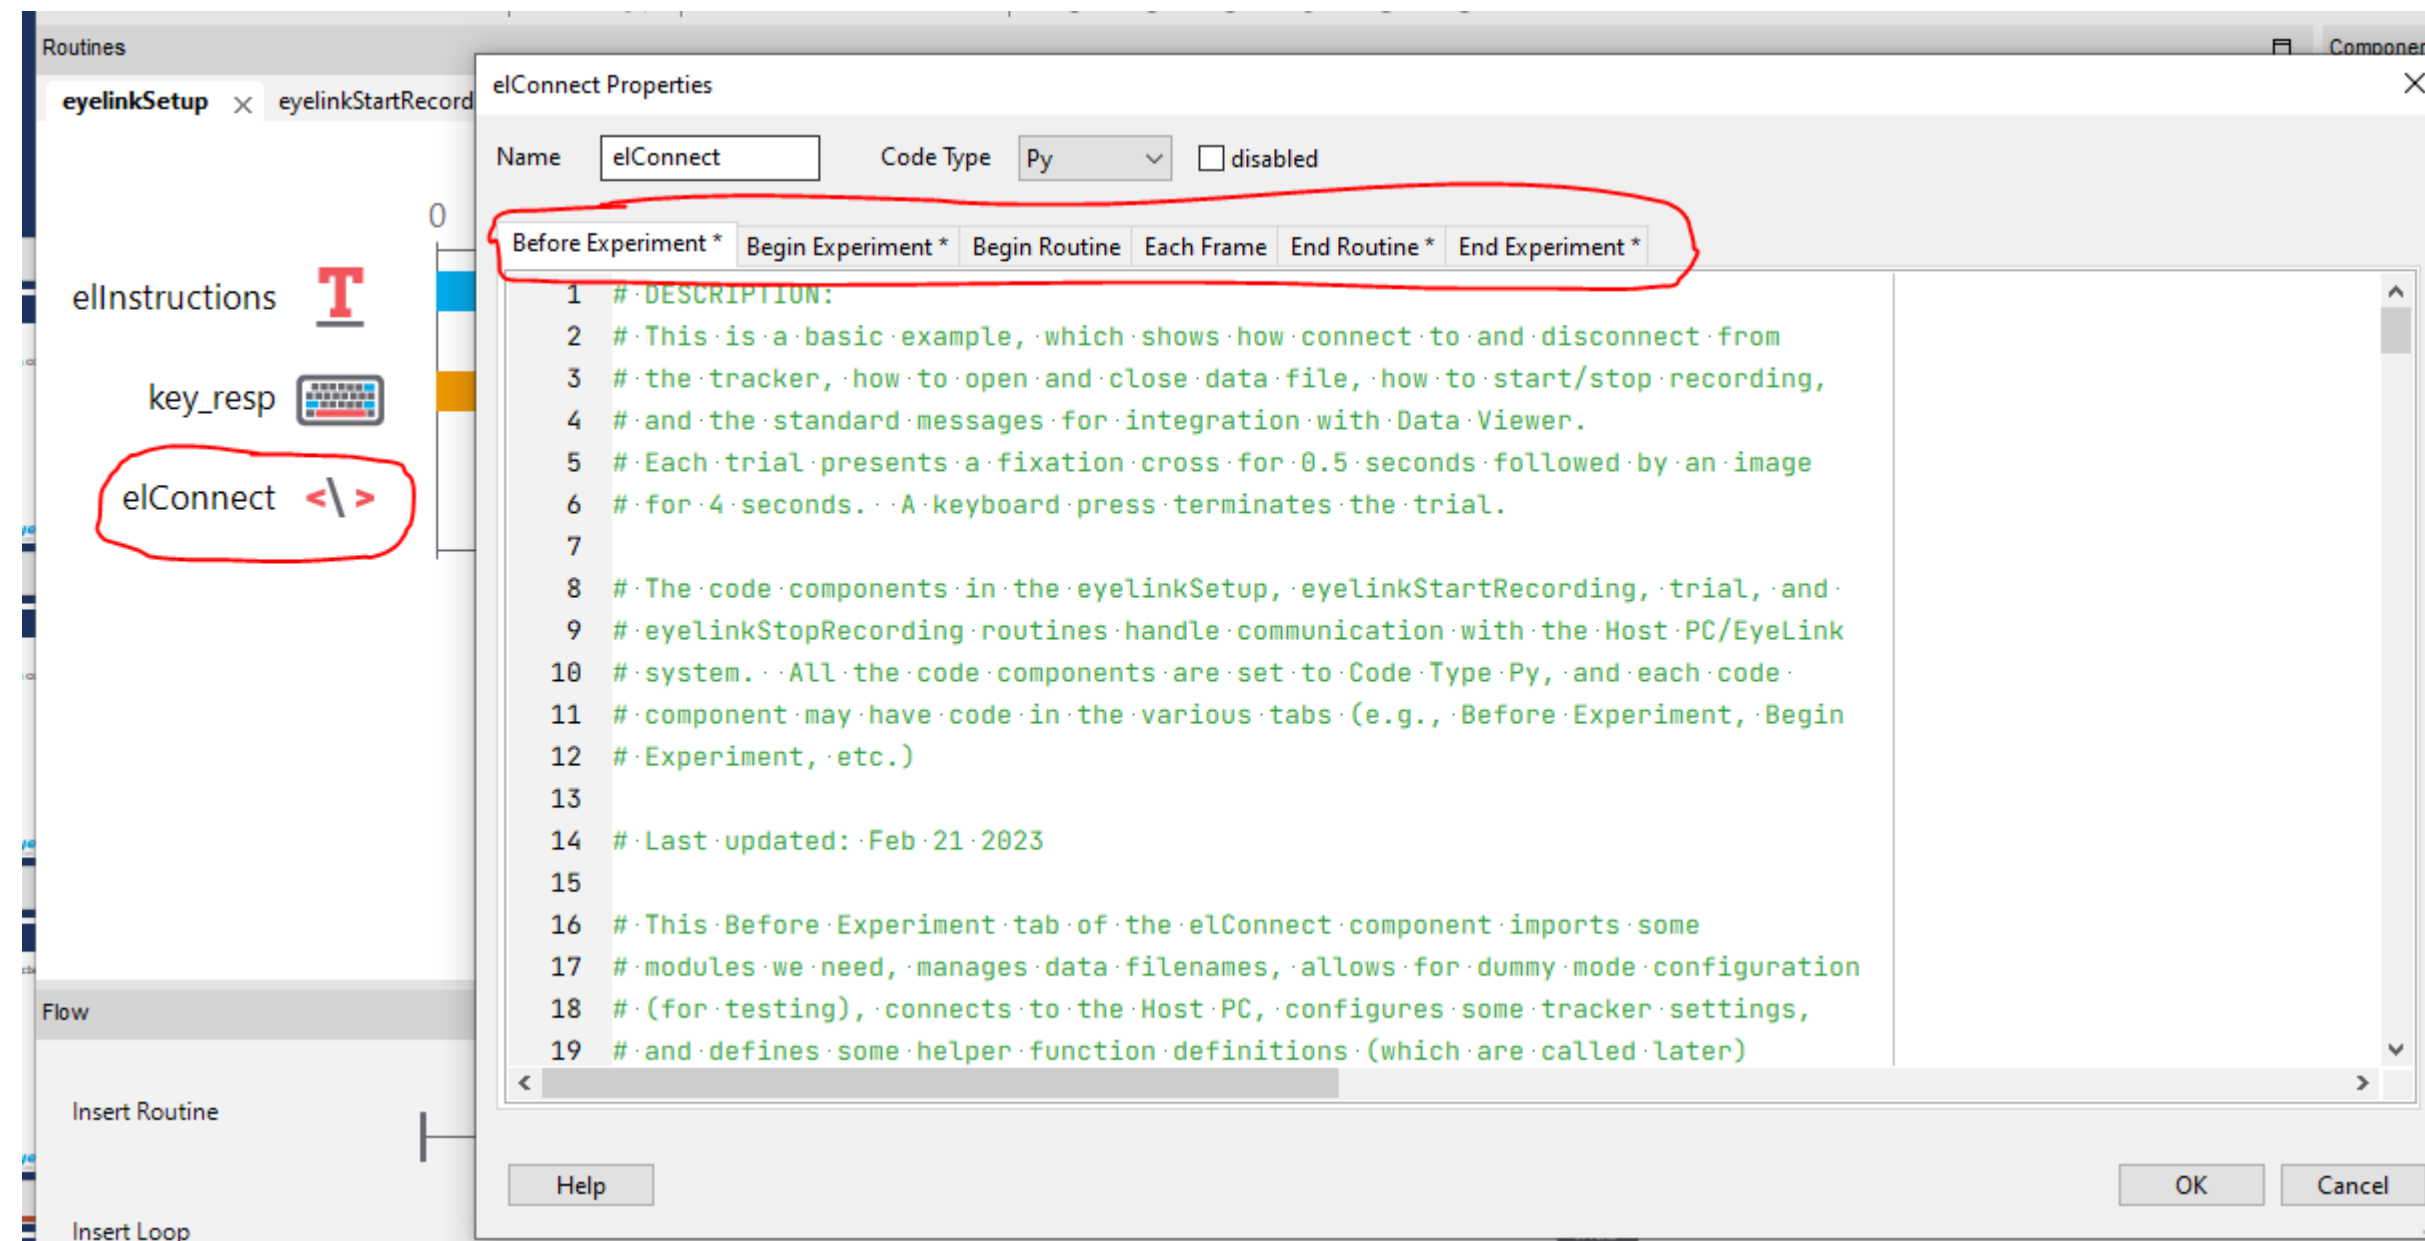 Routines
Componen
eyelinkSetup
eyelinkStartRecord
elConnect Properties
Name elConnect Code Type Py disabled
0
Before Experiment * Begin Experiment * Begin Routine Each Frame End Routine * End Experiment *
elInstructions T
key_resp
elConnect <\>
1 # DESCRIPTION:
2 # This is a basic example, which shows how connect to and disconnect from
3 # the tracker, how to open and close data file, how to start/stop recording,
4 # and the standard messages for integration with Data Viewer.
5 # Each trial presents a fixation cross for 0.5 seconds followed by an image
6 # for 4 seconds.  A keyboard press terminates the trial.
7
8 # The code components in the eyelinkSetup, eyelinkStartRecording, trial, and
9 # eyelinkStopRecording routines handle communication with the Host PC/EyeLink
10 # system.  All the code components are set to Code Type Py, and each code
11 # component may have code in the various tabs (e.g., Before Experiment, Begin
12 # Experiment, etc.)
13
14 # Last updated: Feb 21 2023
15
16 # This Before Experiment tab of the elConnect component imports some
17 # modules we need, manages data filenames, allows for dummy mode configuration
18 # (for testing), connects to the Host PC, configures some tracker settings,
19 # and defines some helper function definitions (which are called later)
Flow
Insert Routine
Insert Loop
Help
OK
Cancel